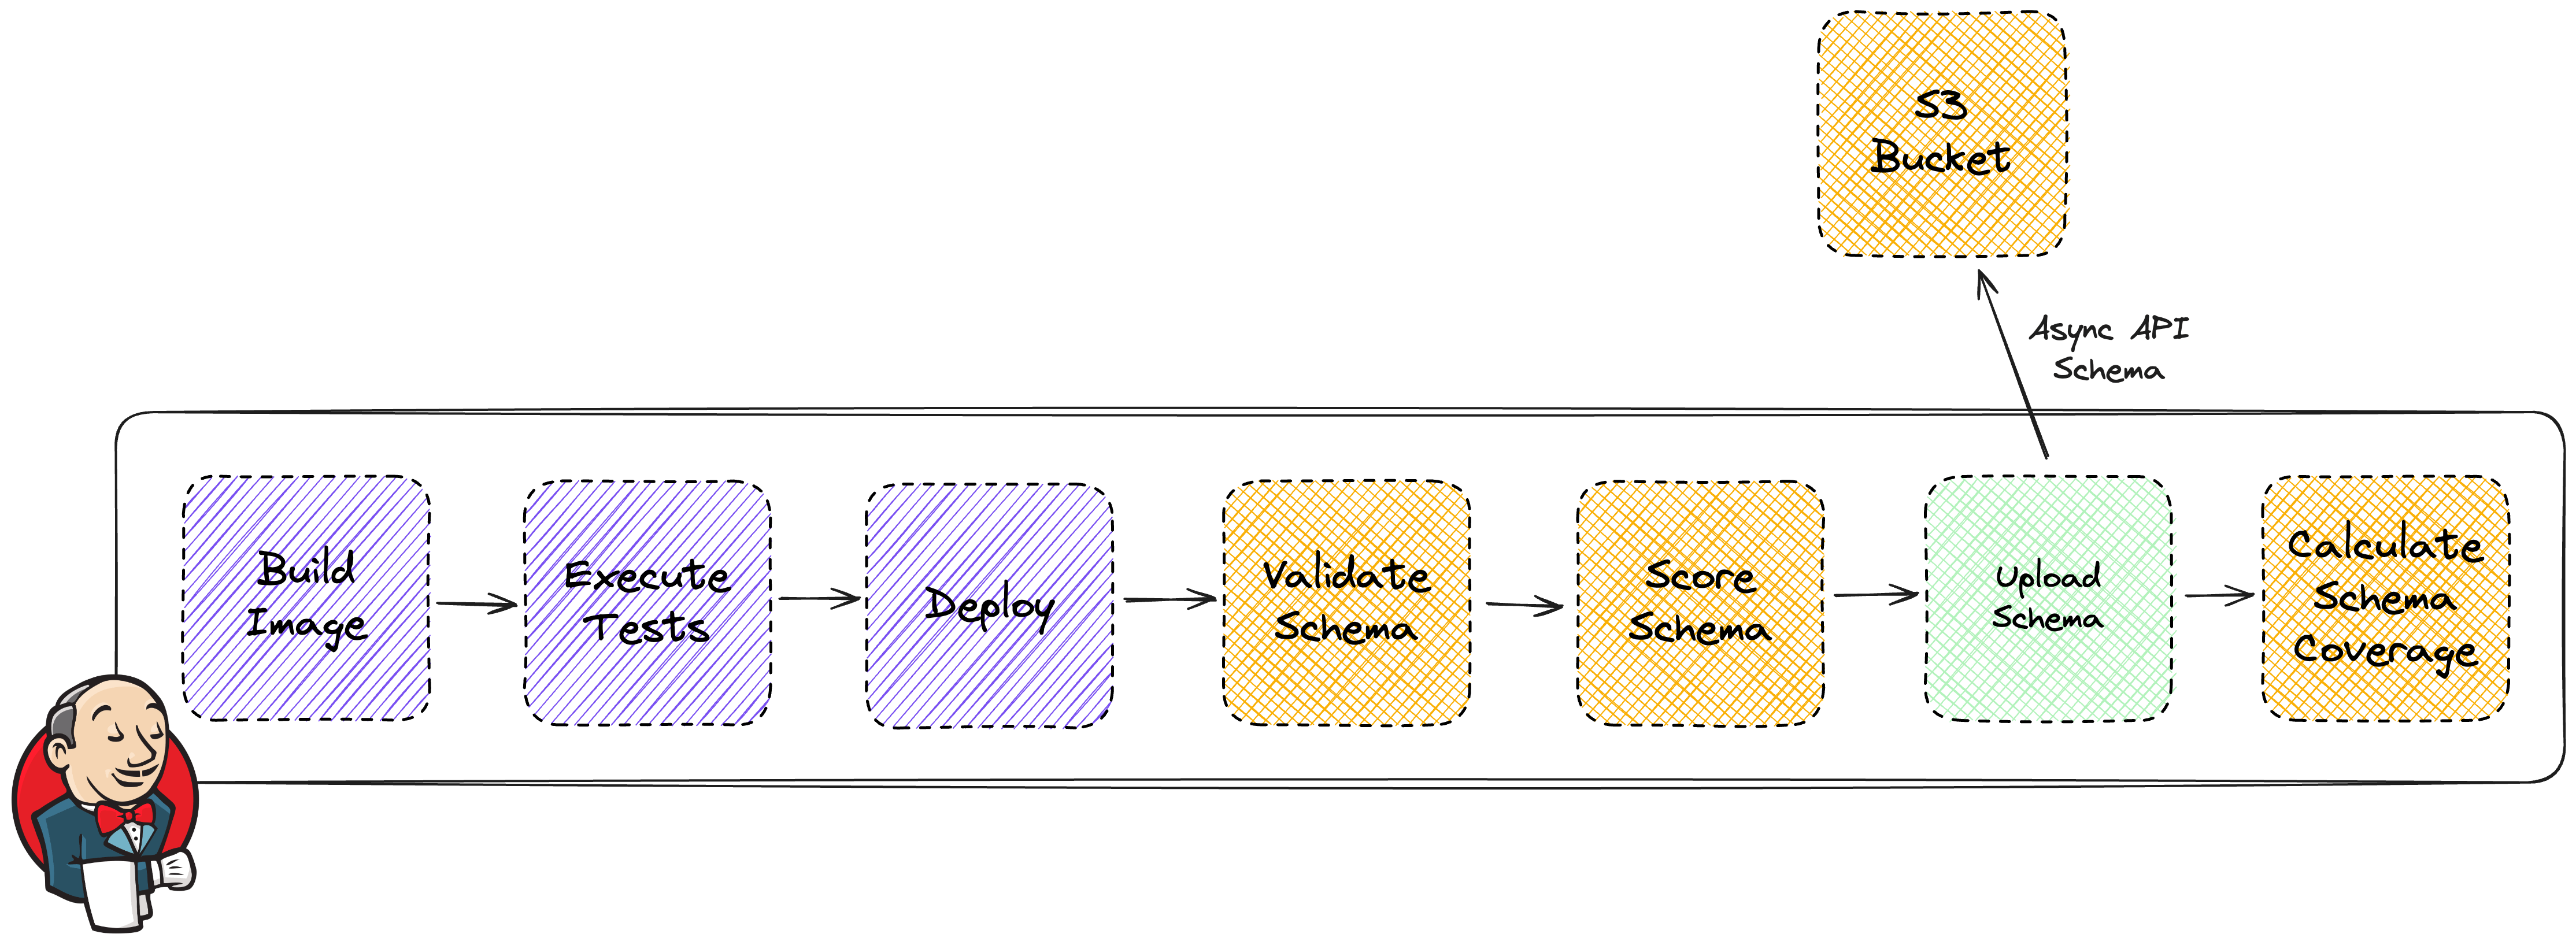 S3
Bucket
Async API
Schema
Build
Image
Execute
Tests
Deploy
Validate
Schema
Score
Schema
Upload
Schema
Calculate
Schema
Coverage